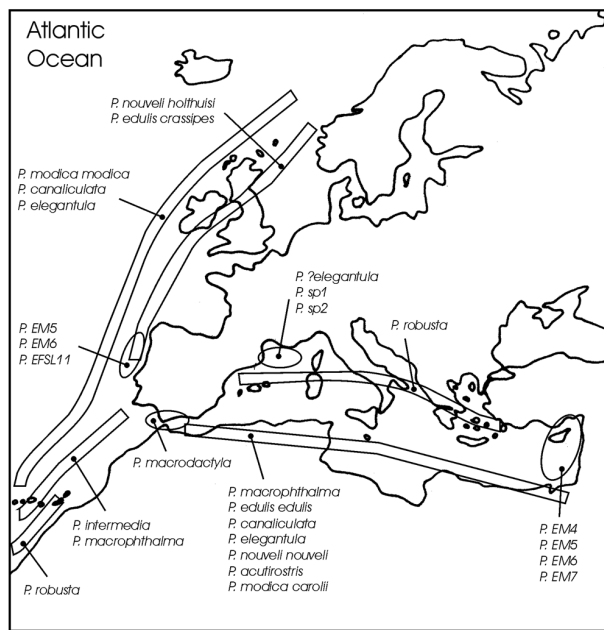 Atlantic
Ocean
P. nouveli holthuisi
P. edulis crassipes
P. modica modica
P. canaliculata
P. elegantula
P. ?elegantula
P. sp1
P. sp2
P. EM5
P. EM6
P. EFSL11
P. robusta
P. macrodactyla
P. intermedia
P. macrophthalma
P. robusta
P. macrophthalma
P. edulis edulis
P. canaliculata
P. elegantula
P. nouveli nouveli
P. acutirostris
P. modica carolii
P. EM4
P. EM5
P. EM6
P. EM7